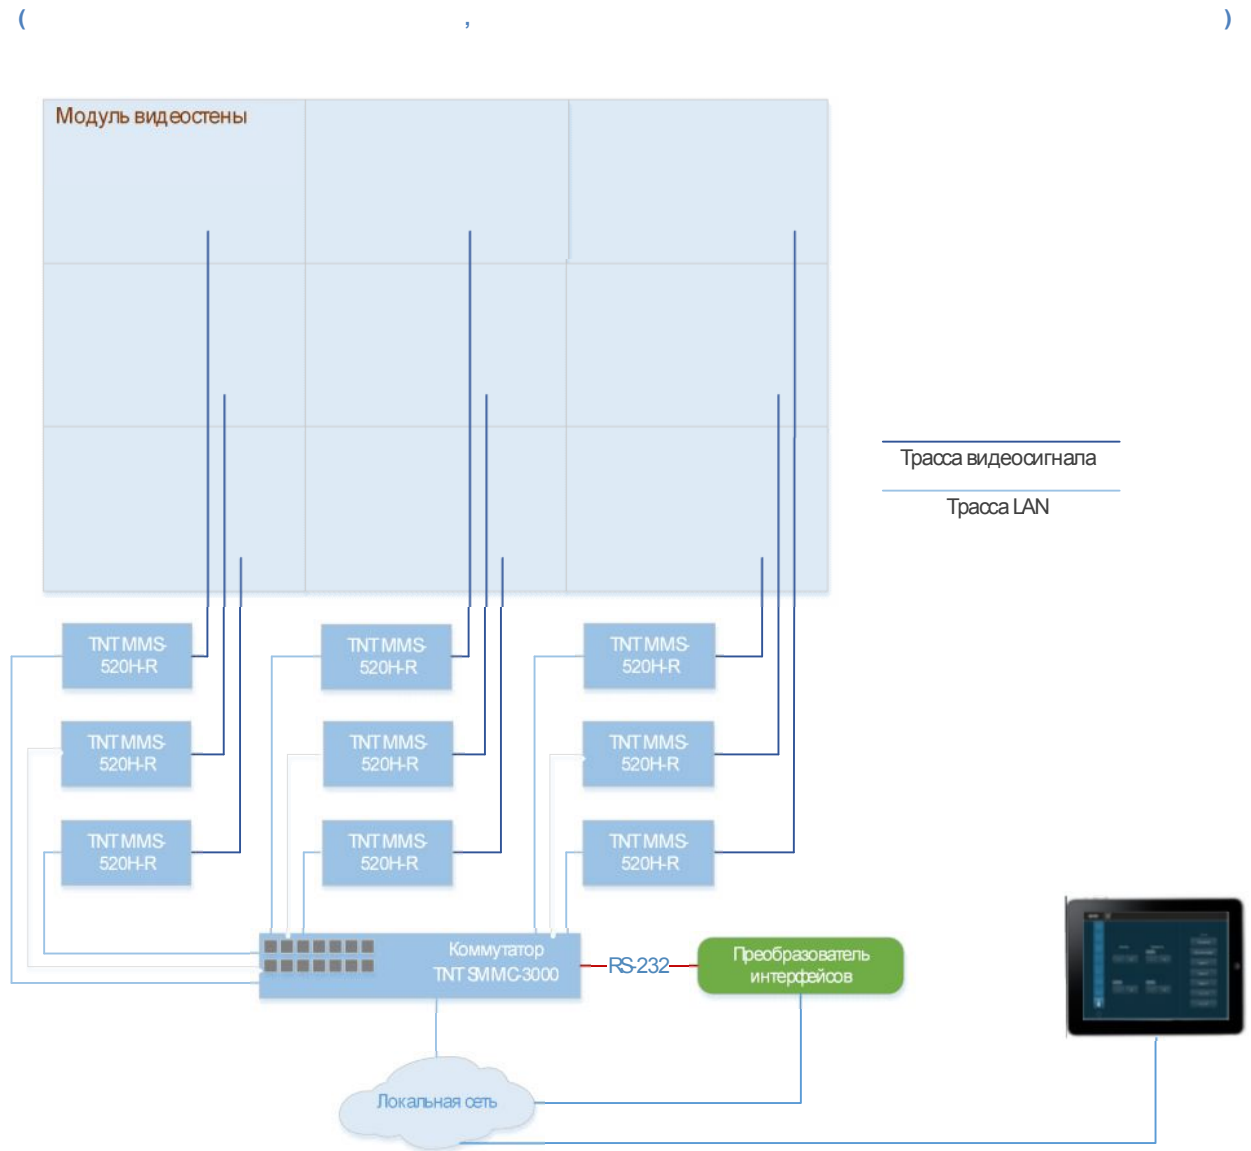 ( , )
Модуль видеостены
Трасса видеосигнала
Трасса LAN
TNT MMS-
520H-R
TNT MMS-
520H-R
TNT MMS-
520H-R
TNT MMS-
520H-R
TNT MMS-
520H-R
TNT MMS-
520H-R
TNT MMS-
520H-R
TNT MMS-
520H-R
TNT MMS-
520H-R
Коммутатор
TNT SMMC-3000
RS-232
Преобразователь
интерфейсов
Локальная сеть